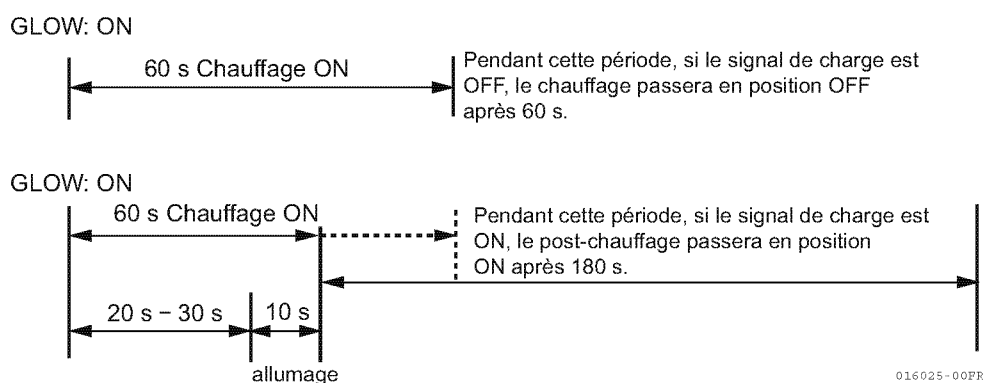 GLOW: ON
60 s Chauffage ON
Pendant cette période, si le signal de charge est
OFF, le chauffage passera en position OFF
après 60 s.
GLOW: ON
60 s Chauffage ON
Pendant cette période, si le signal de charge est
ON, le post-chauffage passera en position
ON après 180 s.
20 s − 30 s
10 s
allumage
016025-00FR